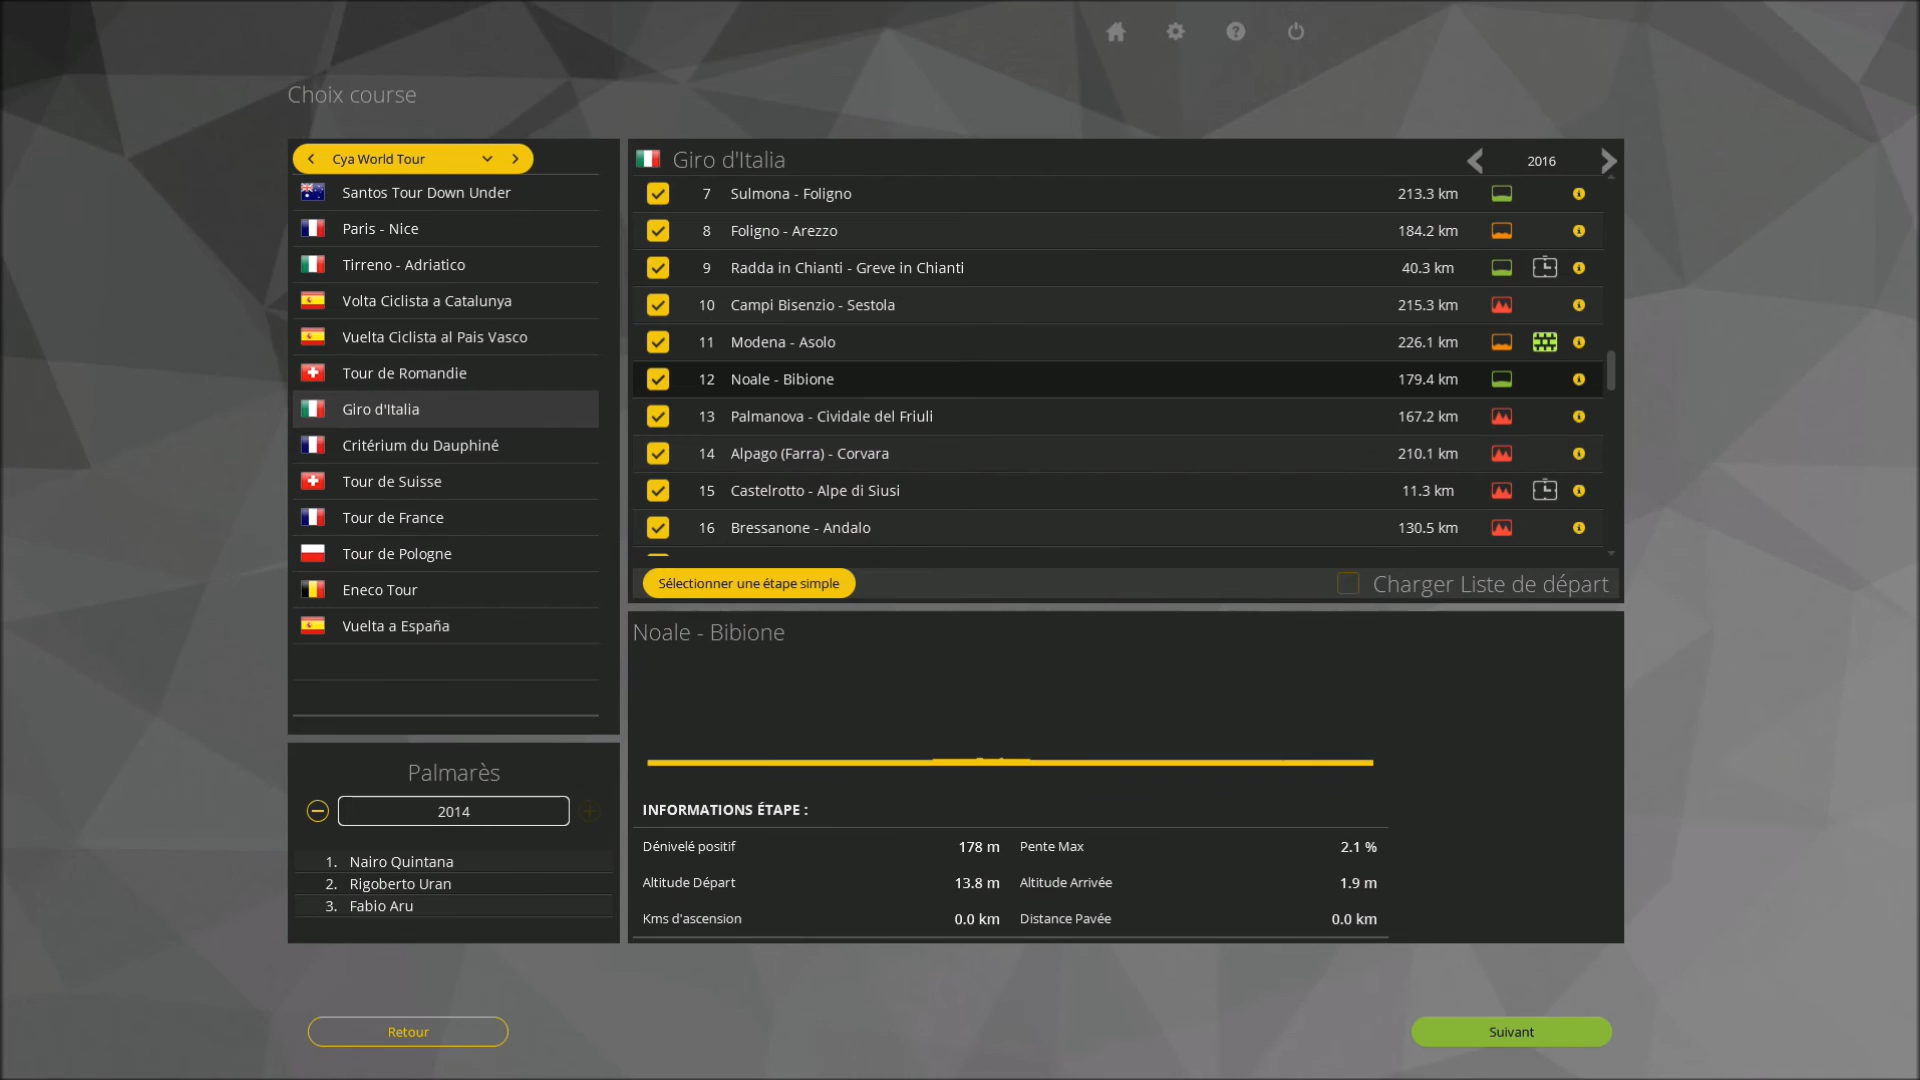 Choix course
Cya World Tour
Santos Tour Down Under
Paris - Nice
Tirreno - Adriatico
Volta Ciclista a Catalunya
Vuelta Ciclista al Pais Vasco
Tour de Romandie
Giro d'Italia
Critérium du Dauphiné
Tour de Suisse
Tour de France
Tour de Pologne
Eneco Tour
Vuelta a España
Palmarès
2014
1. Nairo Quintana
2. Rigoberto Uran
3. Fabio Aru
Giro d'Italia 2016
7 Sulmona - Foligno 213.3 km
8 Foligno - Arezzo 184.2 km
9 Radda in Chianti - Greve in Chianti 40.3 km
10 Campi Bisenzio - Sestola 215.3 km
11 Modena - Asolo 226.1 km
12 Noale - Bibione 179.4 km
13 Palmanova - Cividale del Friuli 167.2 km
14 Alpago (Farra) - Corvara 210.1 km
15 Castelrotto - Alpe di Siusi 11.3 km
16 Bressanone - Andalo 130.5 km
Sélectionner une étape simple Charger Liste de départ
Noale - Bibione
INFORMATIONS ÉTAPE :
Dénivelé positif 178 m Pente Max 2.1 %
Altitude Départ 13.8 m Altitude Arrivée 1.9 m
Kms d'ascension 0.0 km Distance Pavée 0.0 km
Retour Suivant